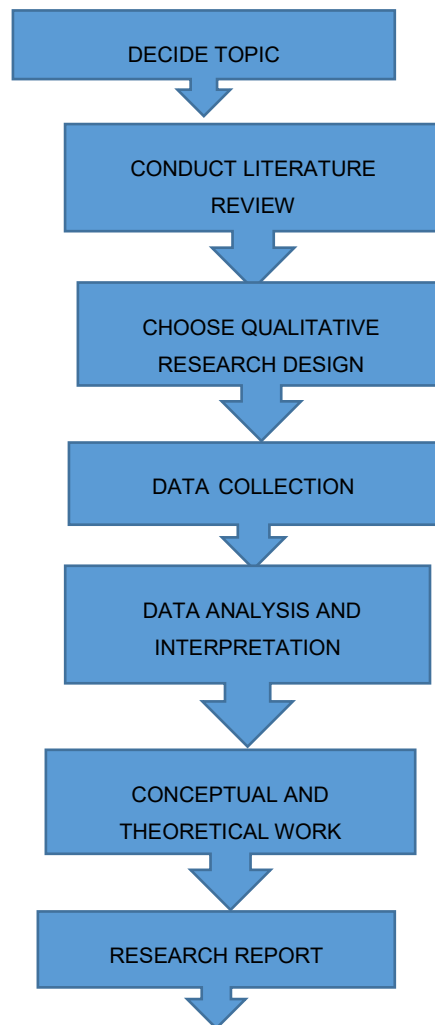 DECIDE TOPIC
CONDUCT LITERATURE
REVIEW
CHOOSE QUALITATIVE
RESEARCH DESIGN
DATA COLLECTION
DATA ANALYSIS AND
INTERPRETATION
CONCEPTUAL AND
THEORETICAL WORK
RESEARCH REPORT